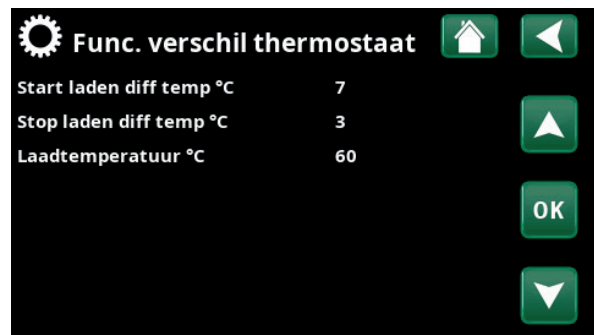 Func. verschil thermostaat
Start laden diff temp °C 7
Stop laden diff temp °C 3
Laadtemperatuur °C 60
OK